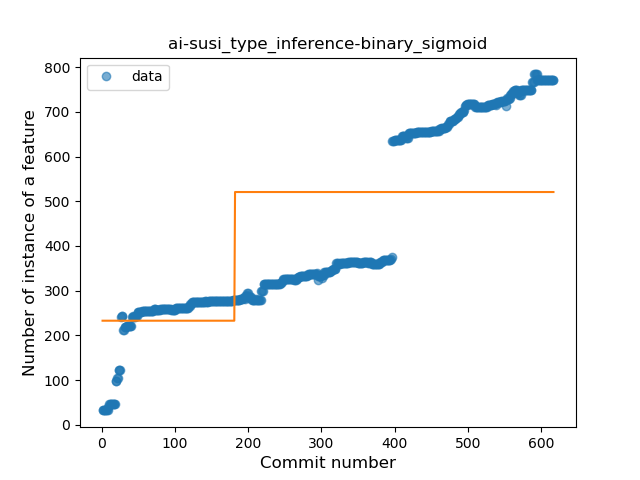 ai-susi_type_inference-binary_sigmoid
data
Number of instance of a feature
800
700
600
500
400
300
200
100
0
0 100 200 300 400 500 600
Commit number